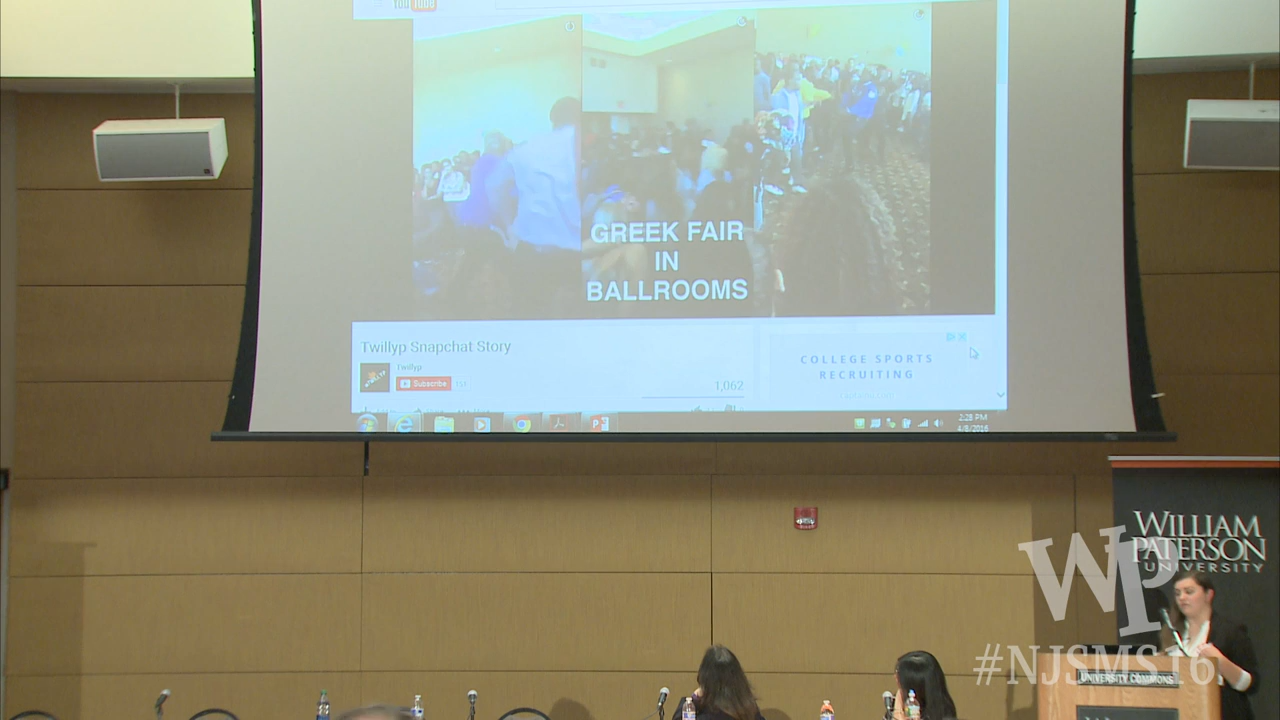 YouTube
GREEK FAIR
IN
BALLROOMS
Twillyp Snapchat Story
Twillyp
Subscribe
1,062
COLLEGE SPORTS
RECRUITING
2:28 PM
4/8/2016
WILLIAM
PATERSON
UNIVERSITY
WP
#NJSMS16
UNIVERSITY COMMONS